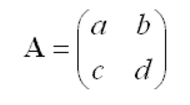 A = ( a b
c d )